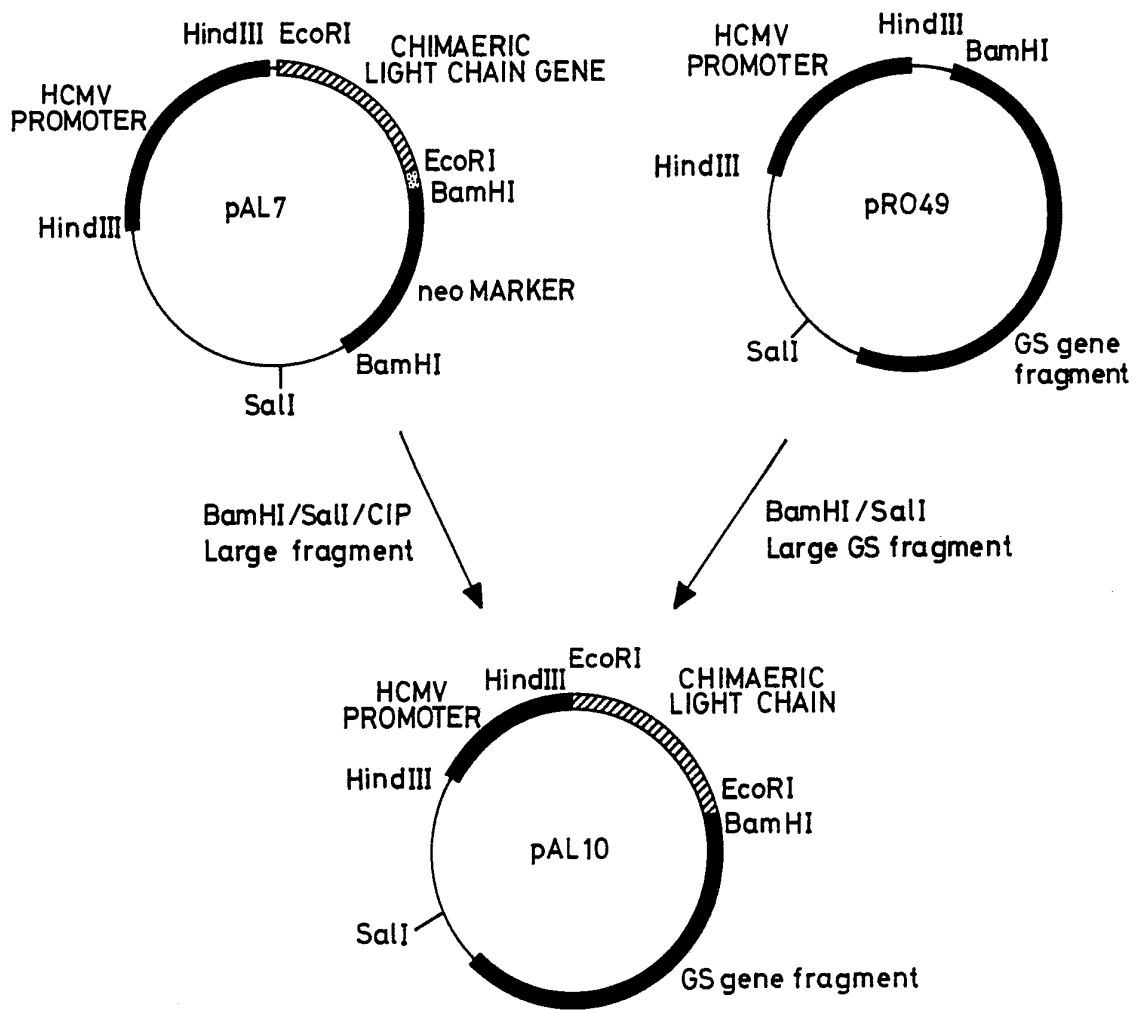 HindIII EcoRI
CHIMAERIC
LIGHT CHAIN GENE
HCMV
PROMOTER
EcoRI
BamHI
pAL7
HindIII
neo MARKER
BamHI
SalI
HCMV
PROMOTER
HindIII
BamHI
HindIII
pRO49
SalI
GS gene
fragment
BamHI/SalI/CIP
Large fragment
BamHI/SalI
Large GS fragment
EcoRI
HindIII
CHIMAERIC
LIGHT CHAIN
HCMV
PROMOTER
HindIII
EcoRI
BamHI
pAL10
SalI
GS gene fragment